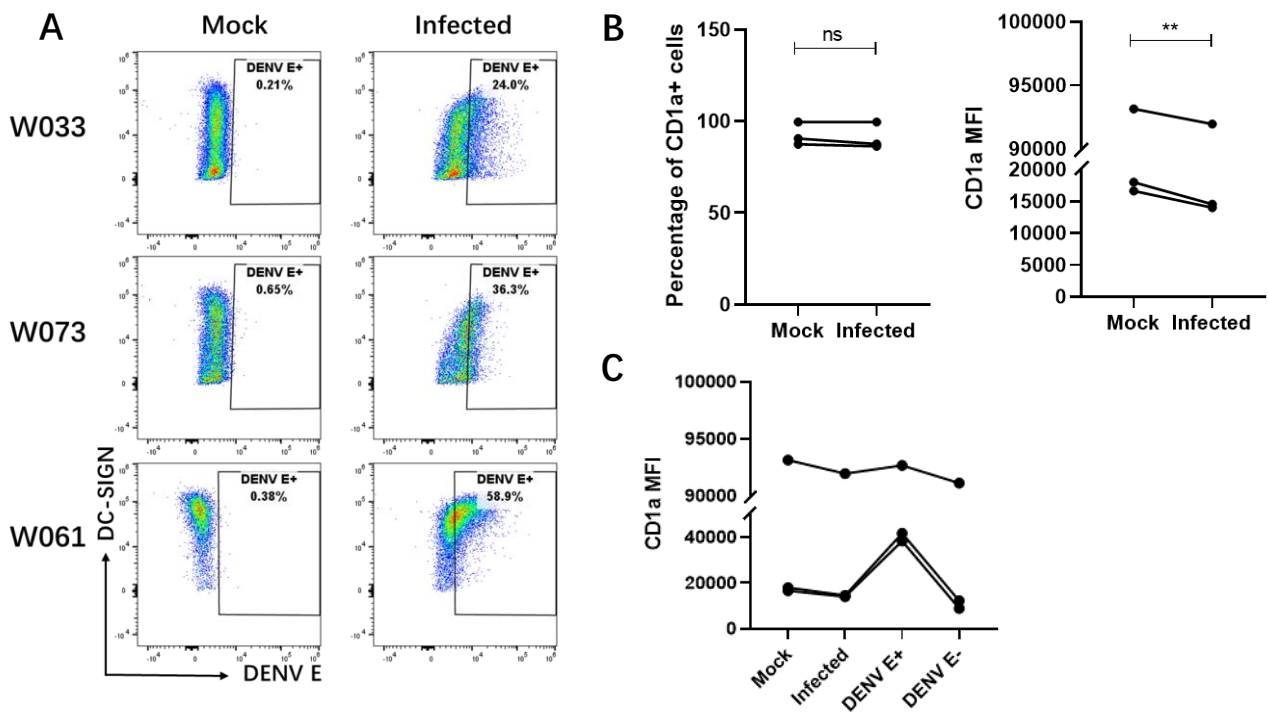 A
Mock
Infected
W033
DENV E+
0.21%
DENV E+
24.0%
W073
DENV E+
0.65%
DENV E+
36.3%
W061
DENV E+
0.38%
DENV E+
58.9%
DC-SIGN
DENV E
B
Percentage of CD1a+ cells
150
100
50
0
ns
Mock Infected
CD1a MFI
100000
95000
90000
20000
15000
10000
5000
0
**
Mock Infected
C
CD1a MFI
100000
95000
90000
40000
20000
0
Mock
Infected
DENV E+
DENV E-